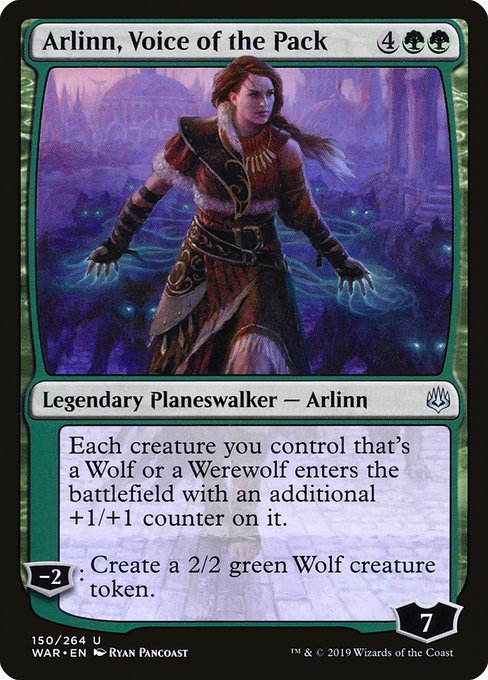 Arlinn, Voice of the Pack 4
Legendary Planeswalker — Arlinn
Each creature you control that's
a Wolf or a Werewolf enters the
battlefield with an additional
+1/+1 counter on it.
−2 : Create a 2/2 green Wolf creature
token.
7
150/264 U
WAR • EN Ryan Pancoast ™ & © 2019 Wizards of the Coast